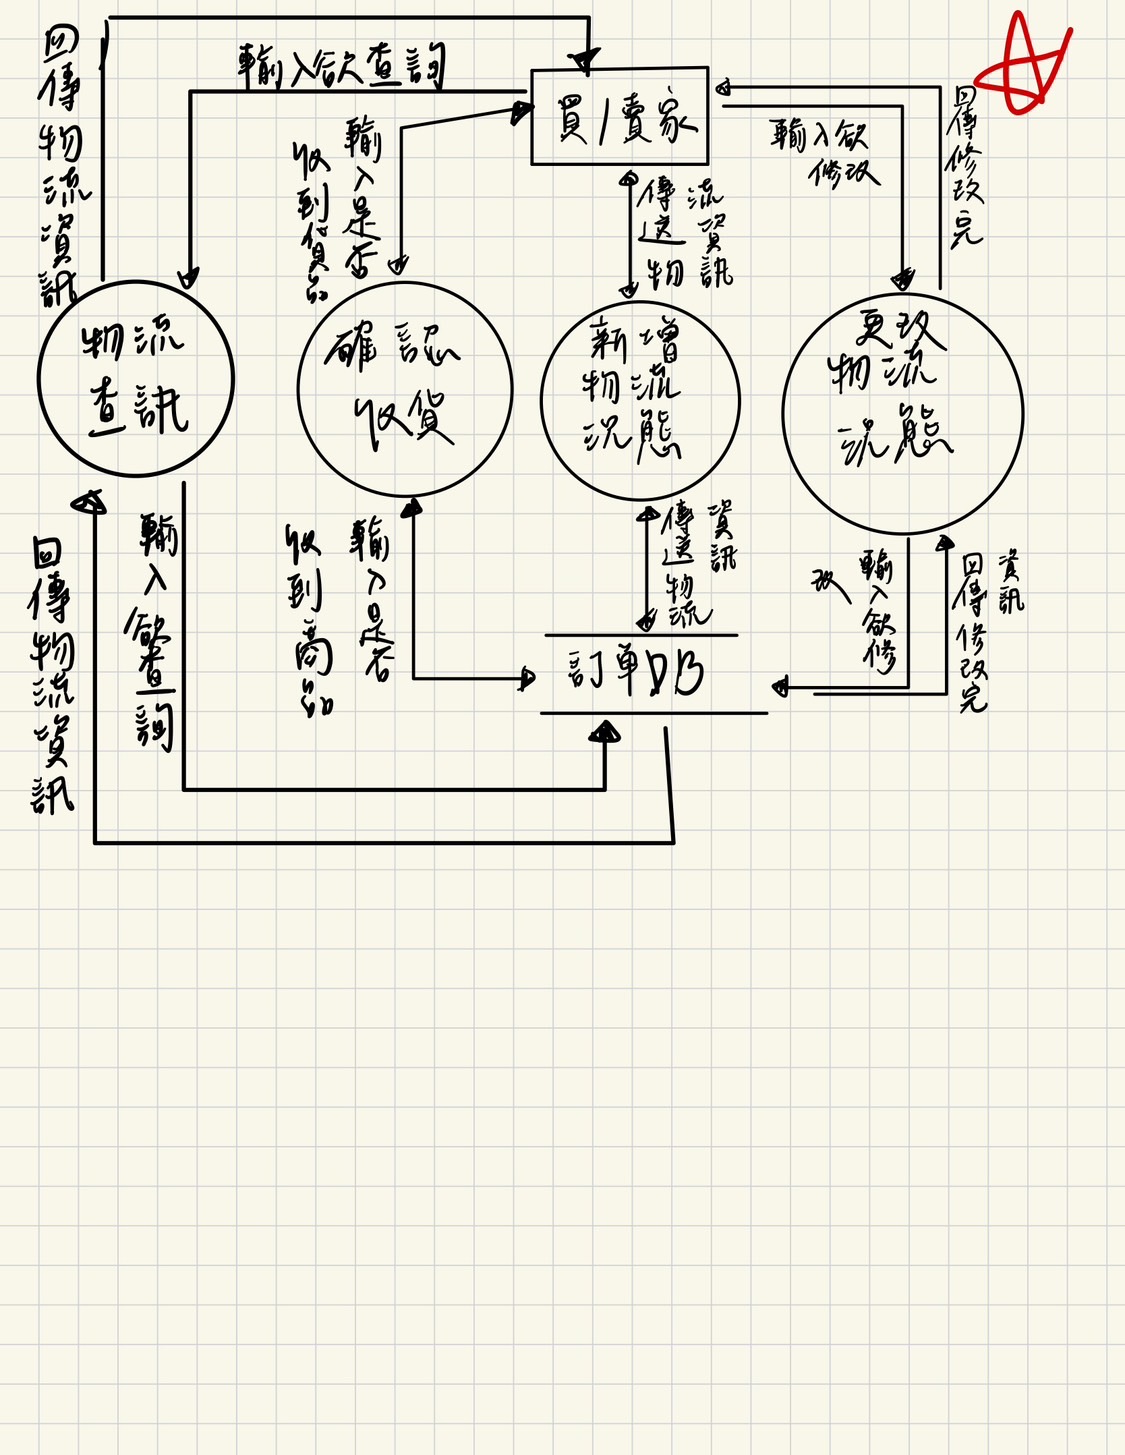 回傳物流資訊
輸入欲查詢
買/賣家
輸入是否
收到貨品
傳送物
流資訊
輸入欲
修改
回傳修改完
物流
查訊
確認
收貨
新增
物流
況態
更改
物流
況態
回傳物流資訊
輸入欲查詢
輸入是否
收到商品
傳送物流
資訊
輸入欲修
改
回傳修改完
資訊
訂單DB